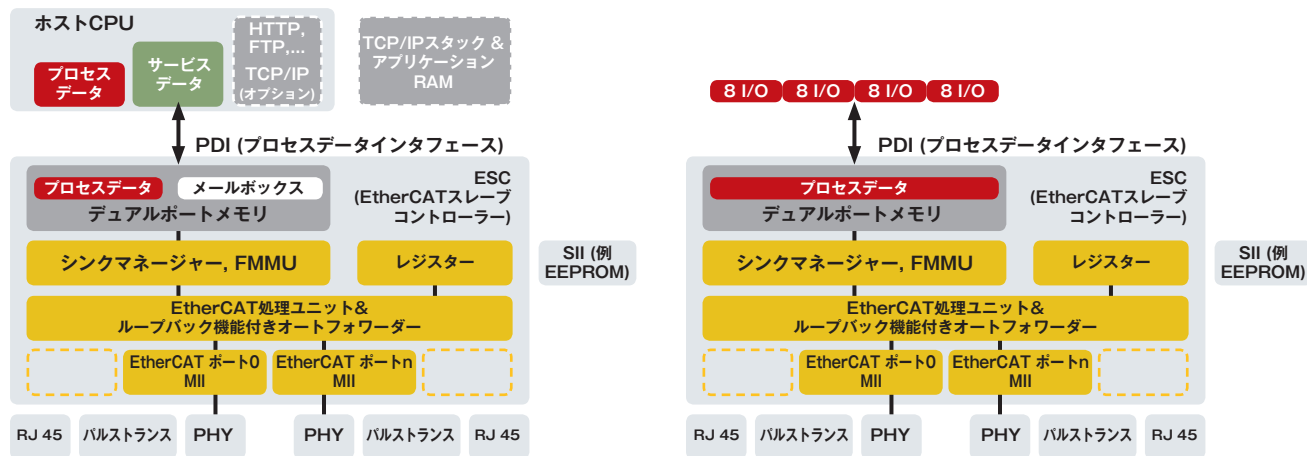 ホストCPU
プロセス
データ
サービス
データ
HTTP,
FTP,...
TCP/IP
(オプション)
TCP/IPスタック &
アプリケーション
RAM
PDI (プロセスデータインタフェース)
プロセスデータ
メールボックス
デュアルポートメモリ
ESC
(EtherCATスレーブ
コントローラー)
シンクマネージャー, FMMU
レジスター
SII (例
EEPROM)
EtherCAT処理ユニット&
ループバック機能付きオートフォワーダー
EtherCAT ポート0
MII
EtherCAT ポートn
MII
RJ 45
パルストランス
PHY
PHY
パルストランス
RJ 45
8 I/O
8 I/O
8 I/O
8 I/O
PDI (プロセスデータインタフェース)
プロセスデータ
デュアルポートメモリ
ESC
(EtherCATスレーブ
コントローラー)
シンクマネージャー, FMMU
レジスター
SII (例
EEPROM)
EtherCAT処理ユニット&
ループバック機能付きオートフォワーダー
EtherCAT ポート0
MII
EtherCAT ポートn
MII
RJ 45
パルストランス
PHY
PHY
パルストランス
RJ 45